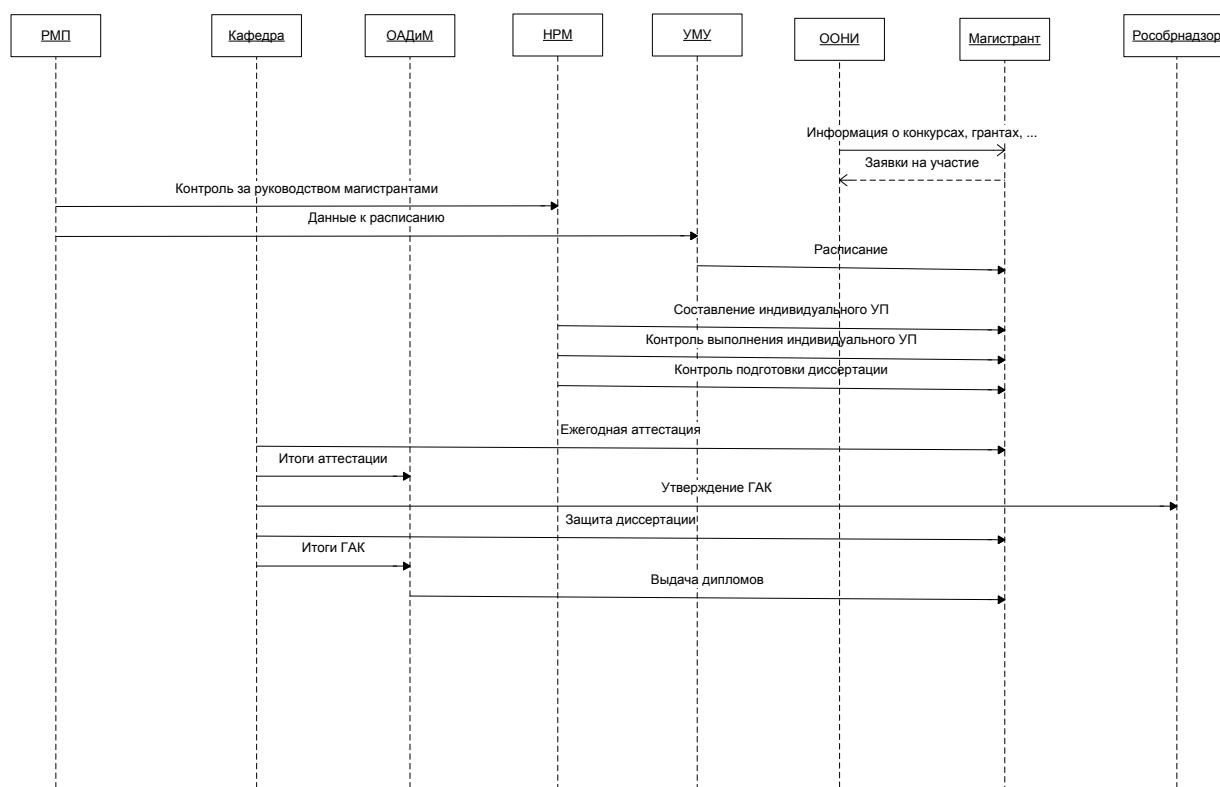 РМП
Кафедра
ОАДиМ
НРМ
УМУ
ООНИ
Магистрант
Рособрнадзор
Информация о конкурсах, грантах, ...
Заявки на участие
Контроль за руководством магистрантами
Данные к расписанию
Расписание
Составление индивидуального УП
Контроль выполнения индивидуального УП
Контроль подготовки диссертации
Ежегодная аттестация
Итоги аттестации
Утверждение ГАК
Защита диссертации
Итоги ГАК
Выдача дипломов